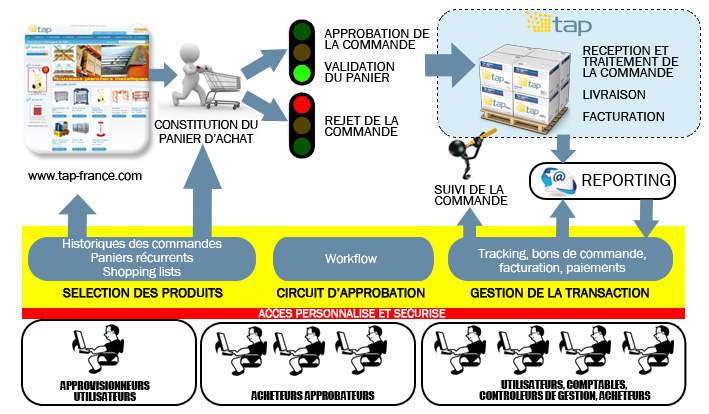 tap
tap
APPROBATION DE
LA COMMANDE
VALIDATION
DU PANIER
REJET DE LA
COMMANDE
CONSTITUTION DU
PANIER D'ACHAT
RECEPTION ET
TRAITEMENT DE
LA COMMANDE
LIVRAISON
FACTURATION
www.tap-france.com
SUIVI DE LA
COMMANDE
REPORTING
Historiques des commandes
Paniers récurrents
Shopping lists
Workflow
Tracking, bons de commande,
facturation, paiements
SELECTION DES PRODUITS
CIRCUIT D'APPROBATION
GESTION DE LA TRANSACTION
ACCES PERSONNALISE ET SECURISE
APPROVISIONNEURS
UTILISATEURS
ACHETEURS APPROBATEURS
UTILISATEURS, COMPTABLES,
CONTROLEURS DE GESTION, ACHETEURS